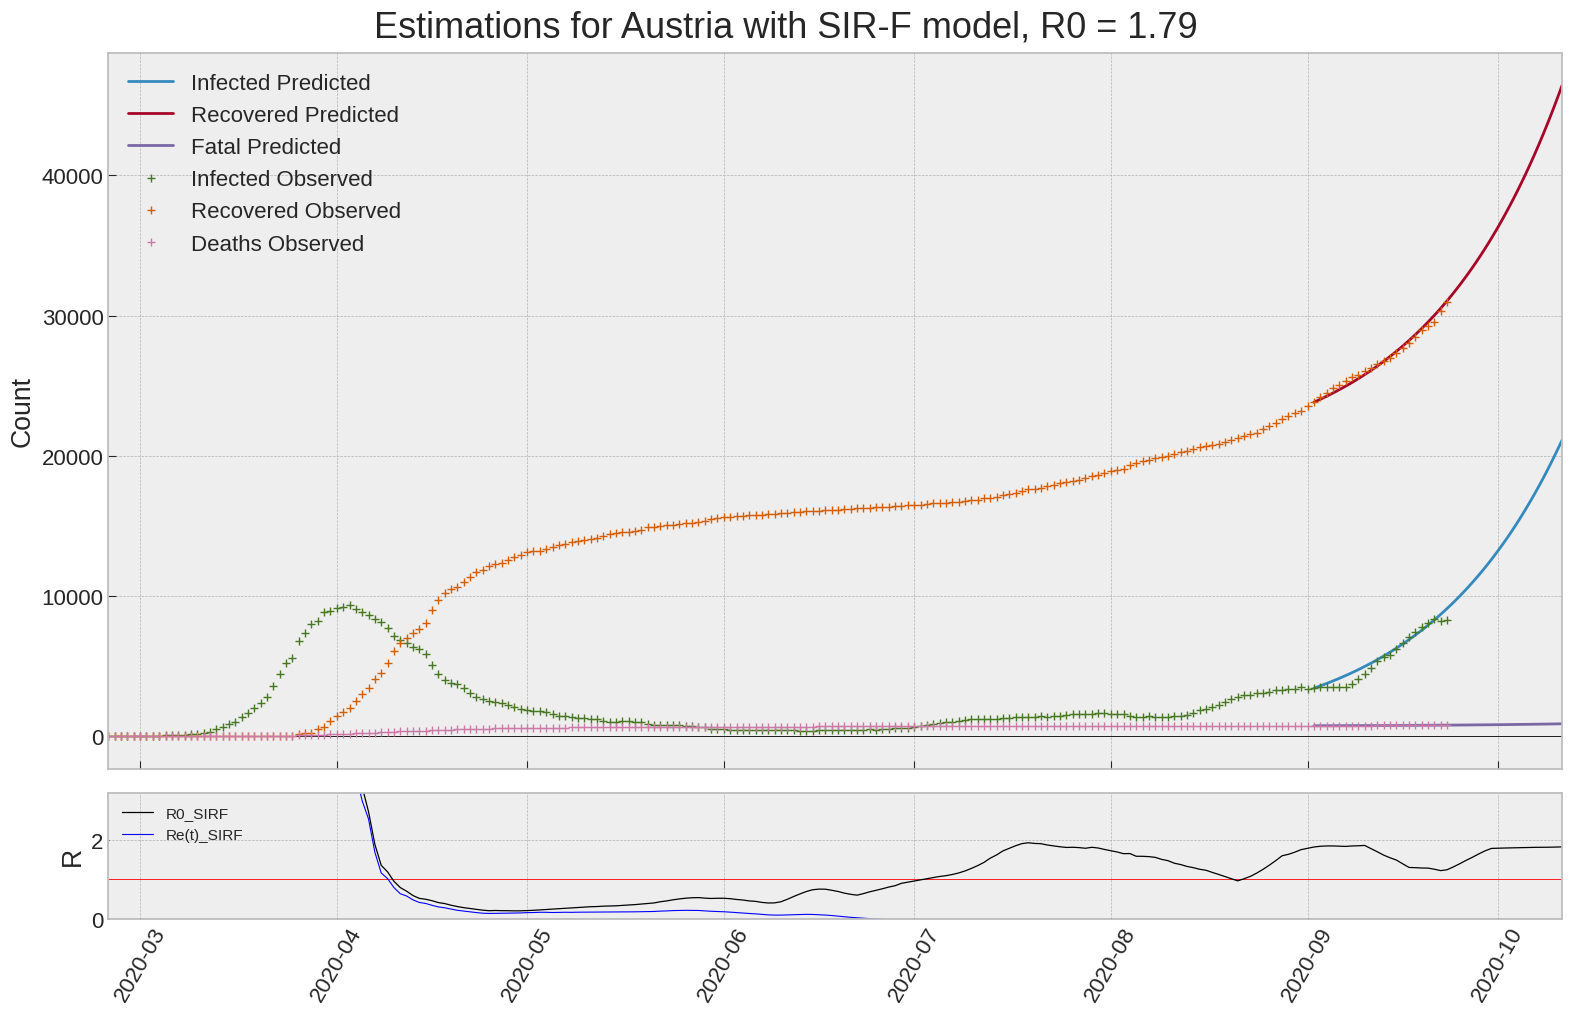 Estimations for Austria with SIR-F model, R0 = 1.79
Infected Predicted
Recovered Predicted
Fatal Predicted
Infected Observed
Recovered Observed
Deaths Observed
Count
40000
30000
20000
10000
0
R0_SIRF
Re(t)_SIRF
R
2
0
2020-03
2020-04
2020-05
2020-06
2020-07
2020-08
2020-09
2020-10